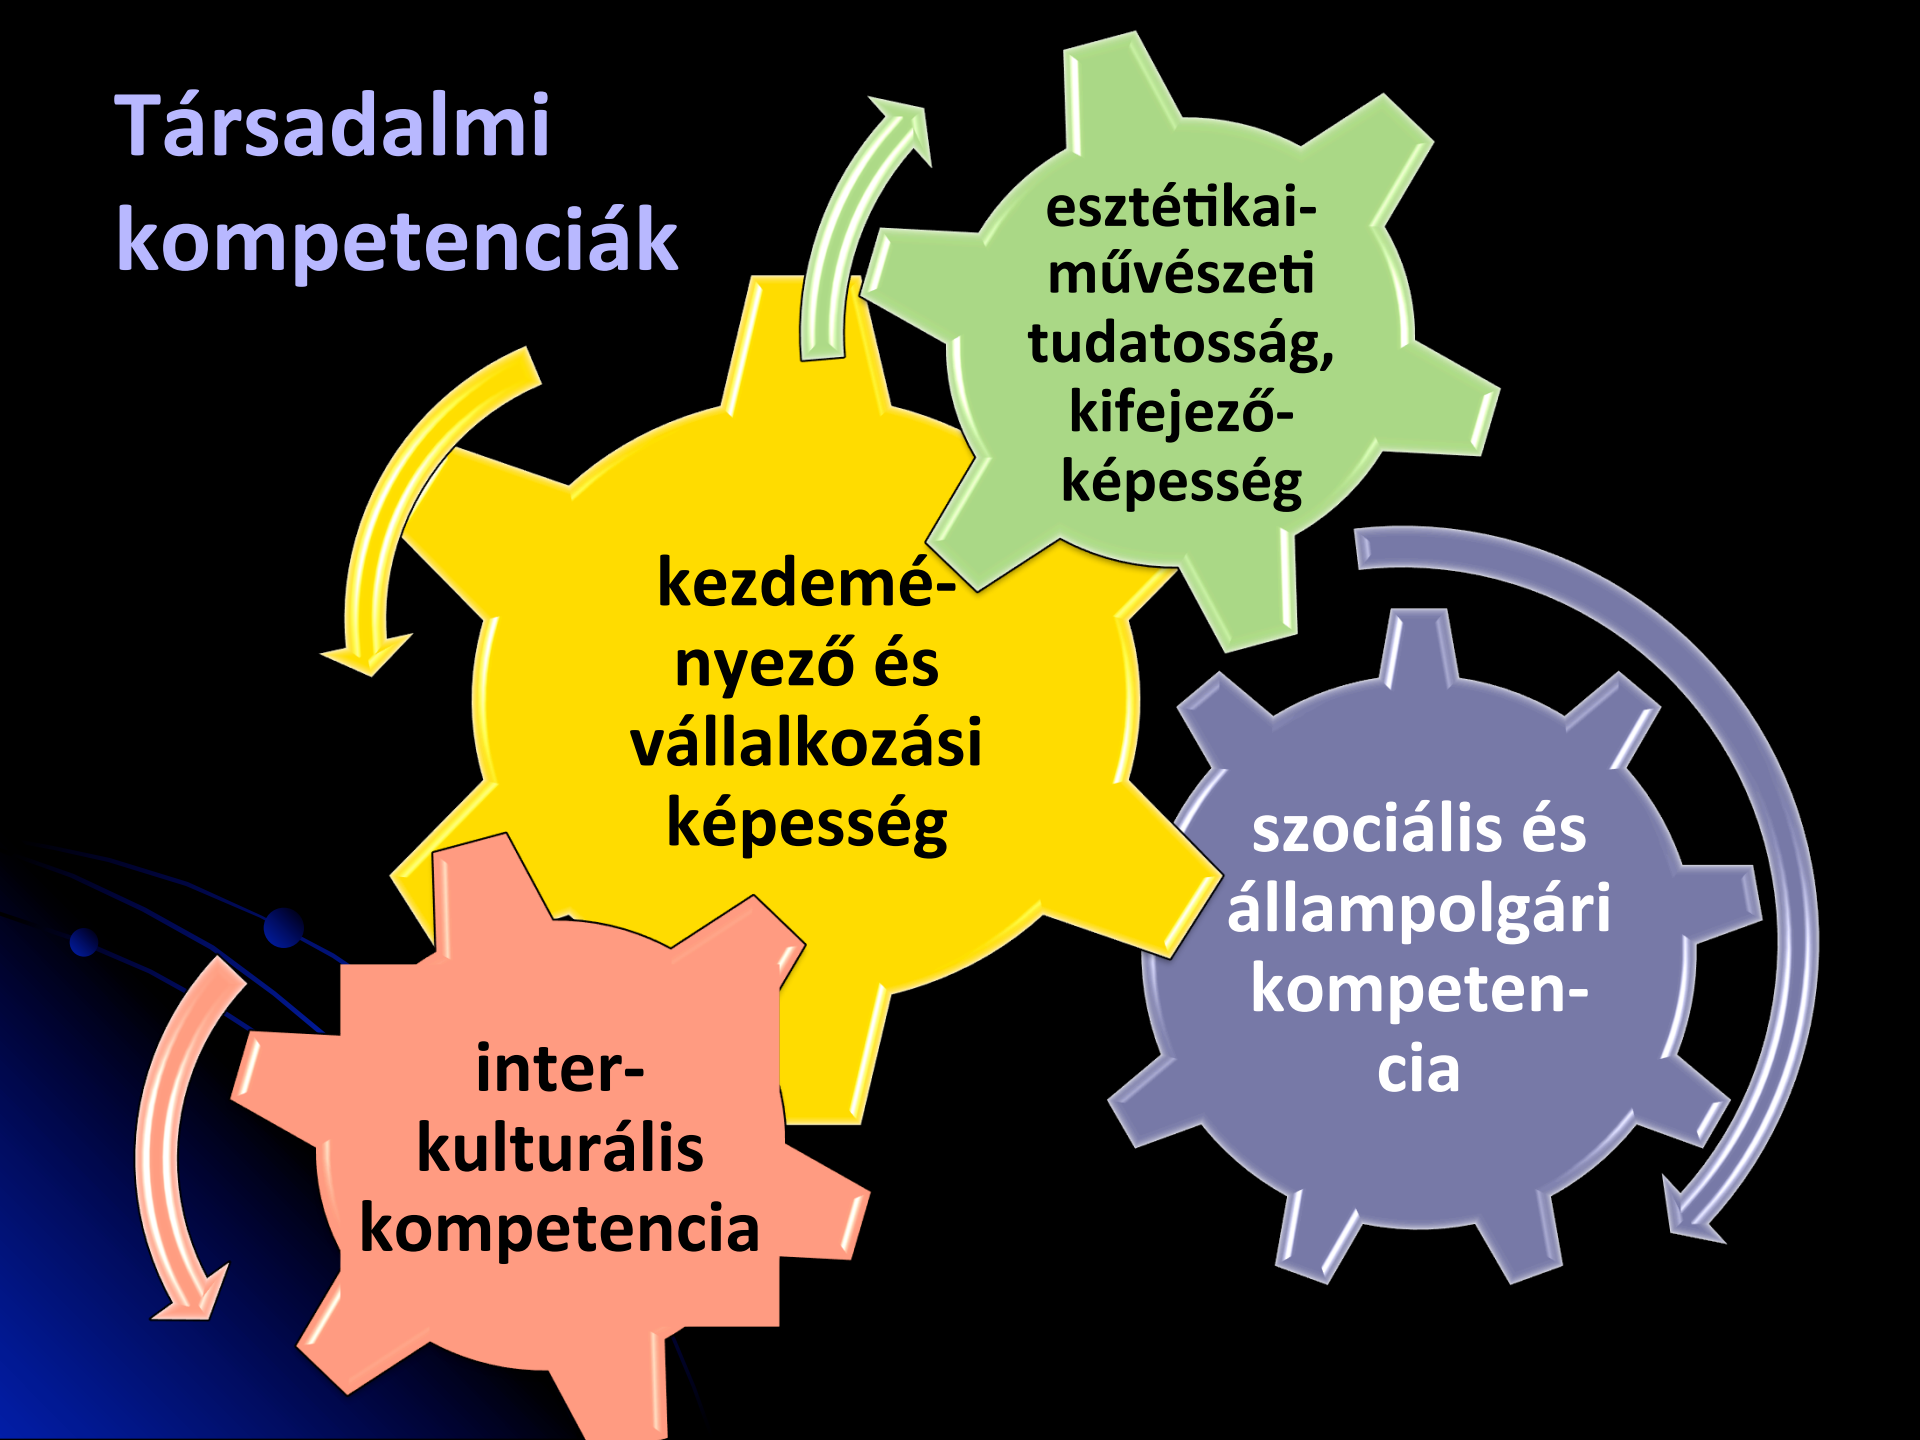 Társadalmi
kompetenciák
esztétikai-
művészeti
tudatosság,
kifejező-
képesség
kezdemé-
nyező és
vállalkozási
képesség
szociális és
állampolgári
kompeten-
cia
inter-
kulturális
kompetencia